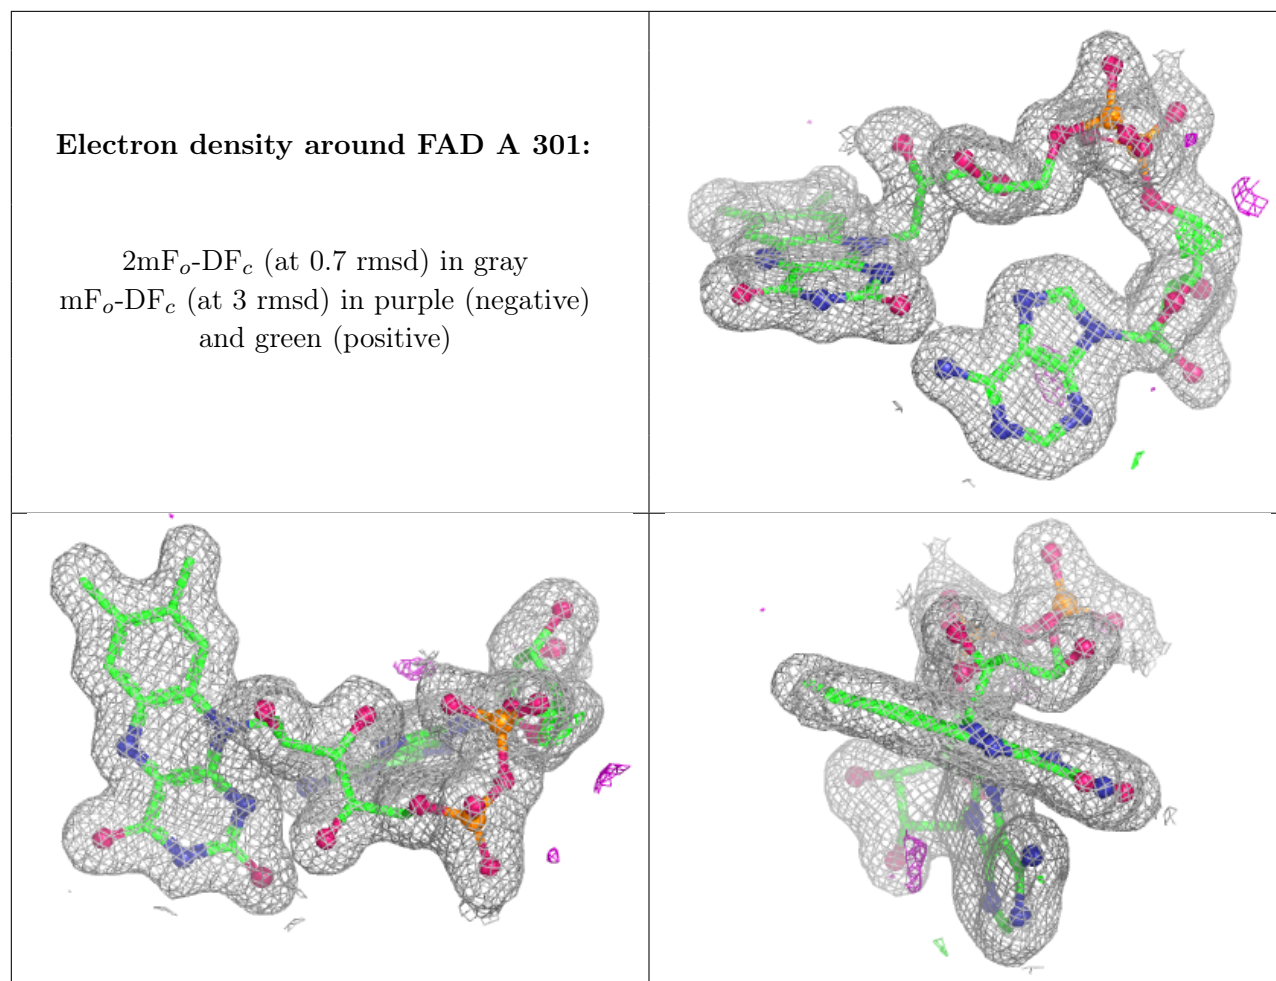 Electron density around FAD A 301:
2mFo-DFc (at 0.7 rmsd) in gray
mFo-DFc (at 3 rmsd) in purple (negative)
and green (positive)